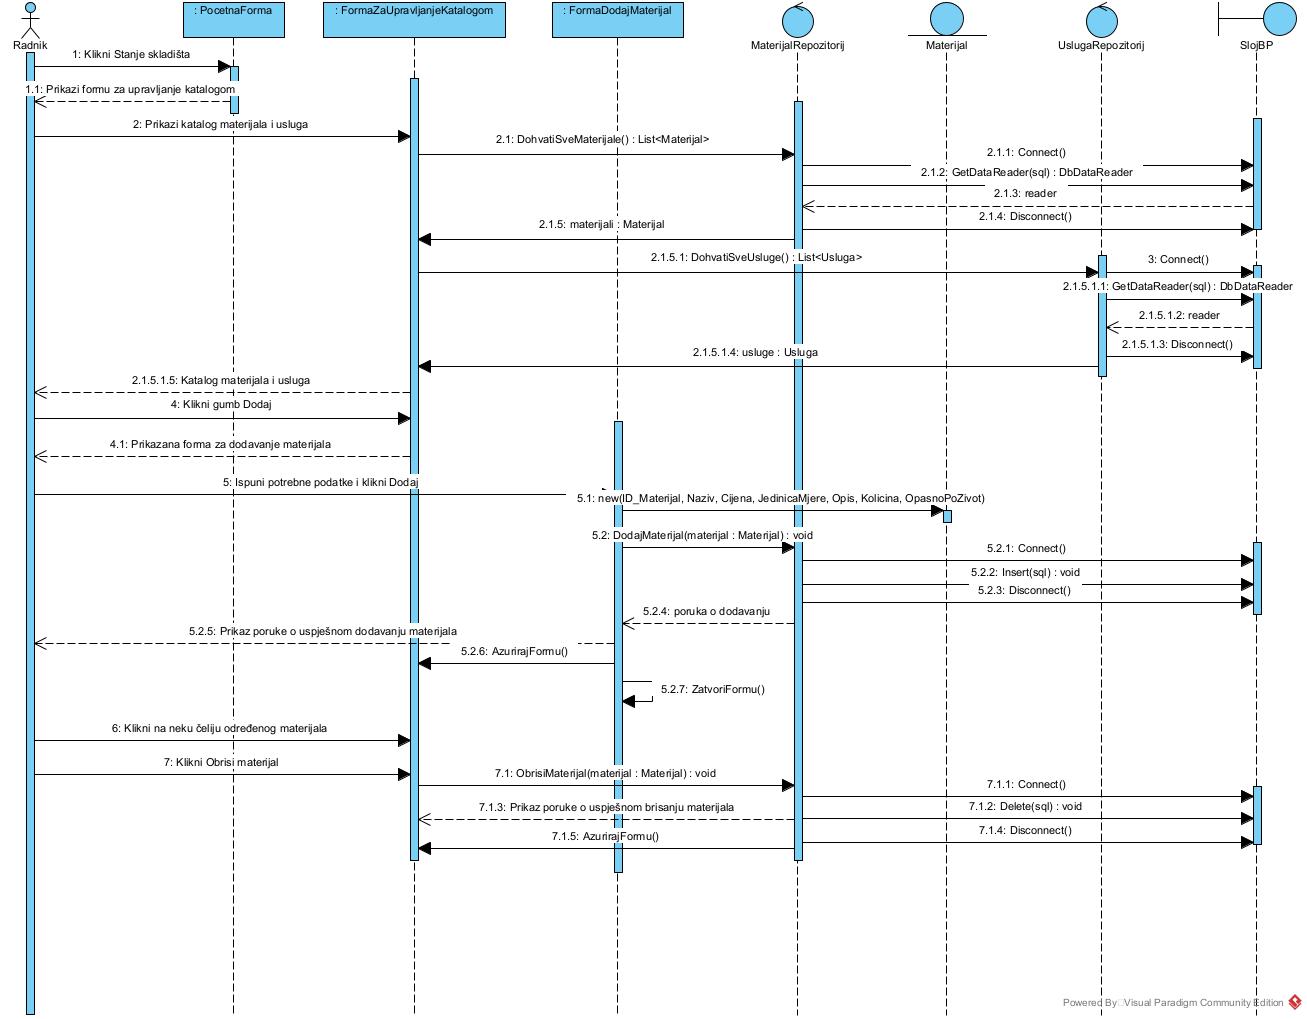 : PocetnaForma
: FormaZaUpravljanjeKatalogom
: FormaDodajMaterijal
Radnik
MaterijalRepozitorij
Materijal
UslugaRepozitorij
SlojBP
1: Klikni Stanje skladišta
1.1: Prikazi formu za upravljanje katalogom
2: Prikazi katalog materijala i usluga
2.1: DohvatiSveMaterijale() : List<Materijal>
2.1.1: Connect()
2.1.2: GetDataReader(sql) : DbDataReader
2.1.3: reader
2.1.4: Disconnect()
2.1.5: materijali : Materijal
2.1.5.1: DohvatiSveUsluge() : List<Usluga>
3: Connect()
2.1.5.1.1: GetDataReader(sql) : DbDataReader
2.1.5.1.2: reader
2.1.5.1.3: Disconnect()
2.1.5.1.4: usluge : Usluga
2.1.5.1.5: Katalog materijala i usluga
4: Klikni gumb Dodaj
4.1: Prikazana forma za dodavanje materijala
5: Ispuni potrebne podatke i klikni Dodaj
5.1: new(ID_Materijal, Naziv, Cijena, JedinicaMjere, Opis, Kolicina, OpasnoPoZivot)
5.2: DodajMaterijal(materijal : Materijal) : void
5.2.1: Connect()
5.2.2: Insert(sql) : void
5.2.3: Disconnect()
5.2.4: poruka o dodavanju
5.2.5: Prikaz poruke o uspješnom dodavanju materijala
5.2.6: AzurirajFormu()
5.2.7: ZatvoriFormu()
6: Klikni na neku čeliju određenog materijala
7: Klikni Obrisi materijal
7.1: ObrisiMaterijal(materijal : Materijal) : void
7.1.1: Connect()
7.1.2: Delete(sql) : void
7.1.3: Prikaz poruke o uspješnom brisanju materijala
7.1.4: Disconnect()
7.1.5: AzurirajFormu()
Powered By Visual Paradigm Community Edition